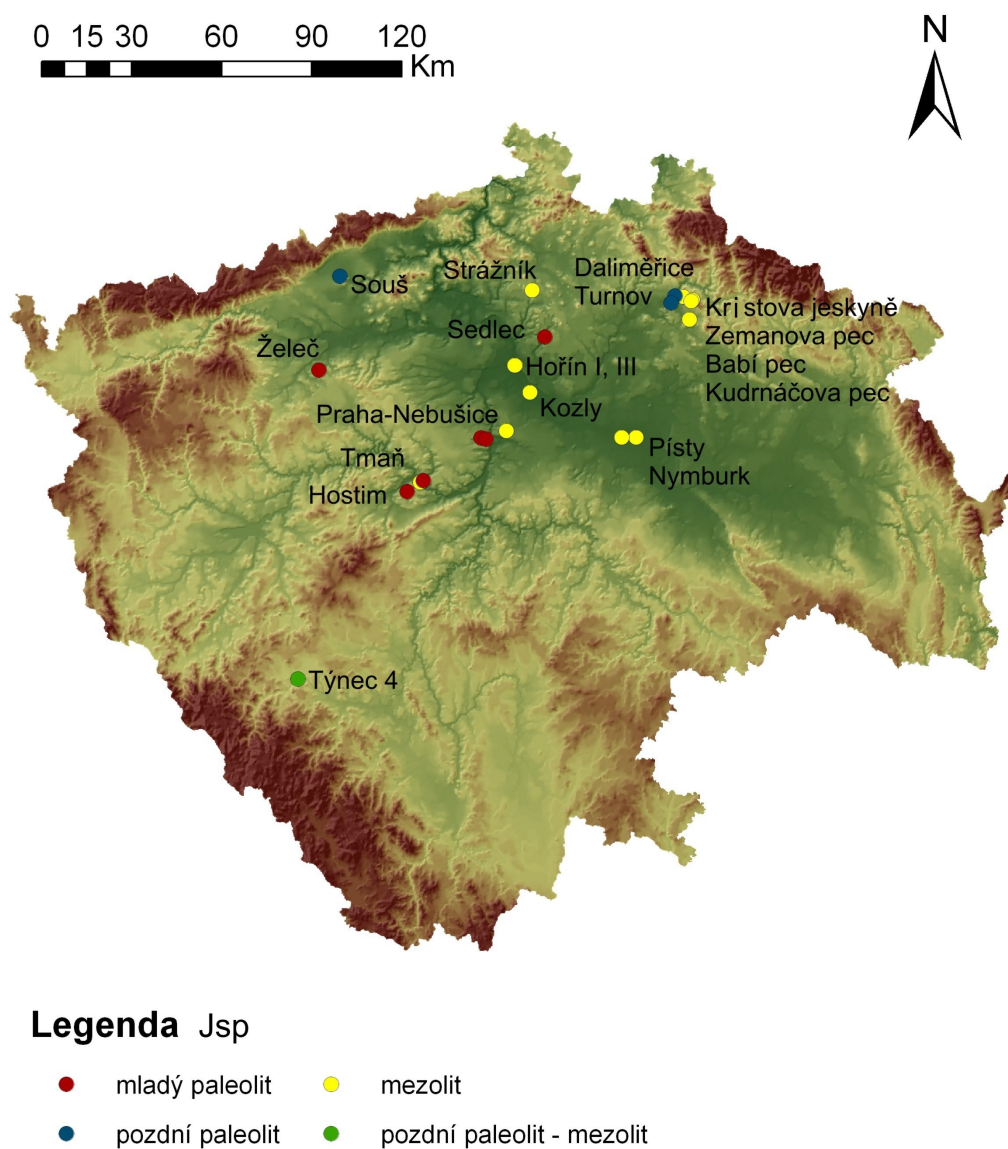 0 15 30 60 90 120
Km
N
Strážník
Daliměřice
Souš
Turnov
Kristova jeskyně
Sedlec
Zemanova pec
Želeč
Hořín I, III
Babí pec
Kudrnáčova pec
Kozly
Praha-Nebušice
Písty
Tmaň
Nymburk
Hostim
Týnec 4
Legenda Jsp
mladý paleolit mezolit
pozdní paleolit pozdní paleolit - mezolit